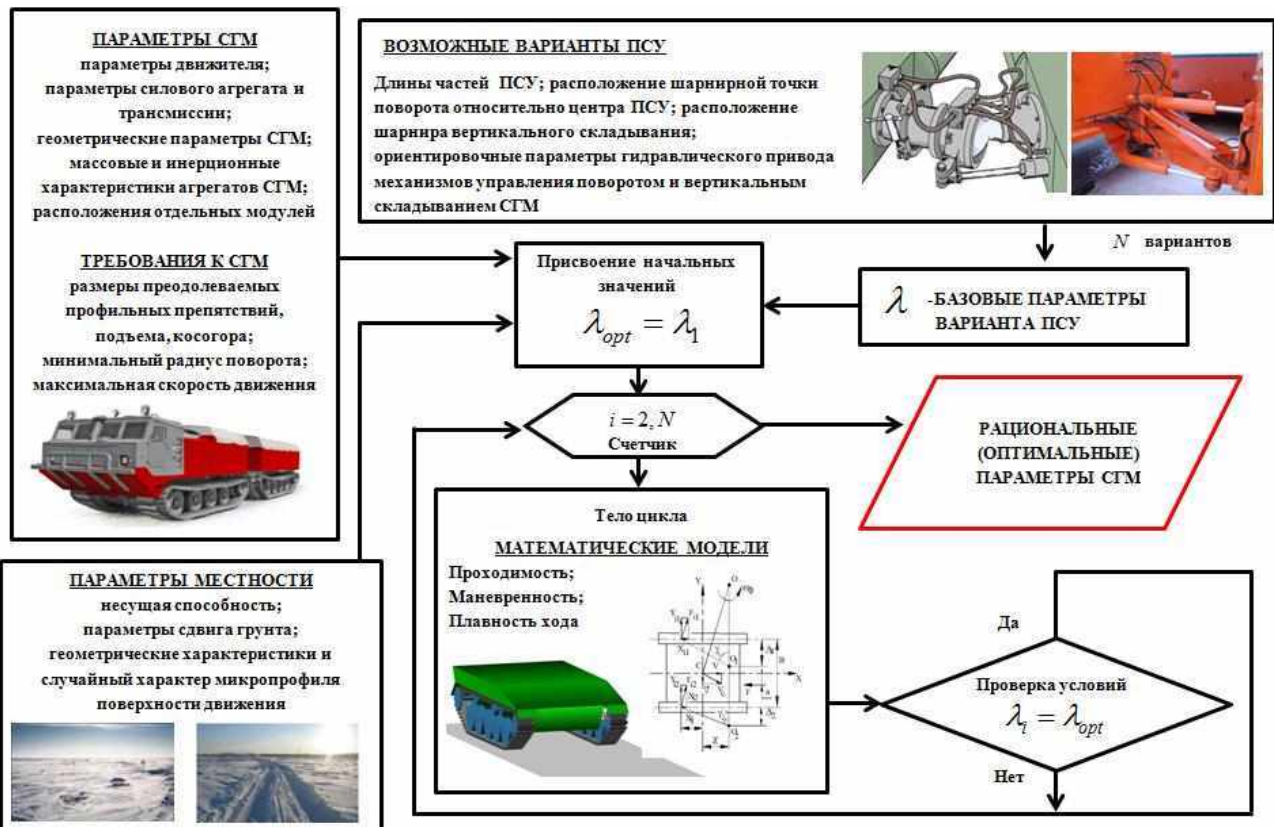 ПАРАМЕТРЫ СГМ
параметры движителя;
параметры силового агрегата и
трансмиссии;
геометрические параметры СГМ;
массовые и инерционные
характеристики агрегатов СГМ;
расположения отдельных модулей
ТРЕБОВАНИЯ К СГМ
размеры преодолеваемых
профильных препятствий,
подъема, косогора;
минимальный радиус поворота;
максимальная скорость движения
ПАРАМЕТРЫ МЕСТНОСТИ
несущая способность;
параметры сдвига грунта;
геометрические характеристики и
случайный характер микропрофиля
поверхности движения
ВОЗМОЖНЫЕ ВАРИАНТЫ ПСУ
Длины частей ПСУ; расположение шарнирной точки
поворота относительно центра ПСУ; расположение
шарнира вертикального складывания;
ориентировочные параметры гидравлического привода
механизмов управления поворотом и вертикальным
складыванием СГМ
N вариантов
λ -БАЗОВЫЕ ПАРАМЕТРЫ
ВАРИАНТА ПСУ
Присвоение начальных
значений
λopt = λ1
i = 2, N
Счетчик
РАЦИОНАЛЬНЫЕ
(ОПТИМАЛЬНЫЕ)
ПАРАМЕТРЫ СГМ
Тело цикла
МАТЕМАТИЧЕСКИЕ МОДЕЛИ
Проходимость;
Маневренность;
Плавность хода
Да
Проверка условий
λi = λopt
Нет